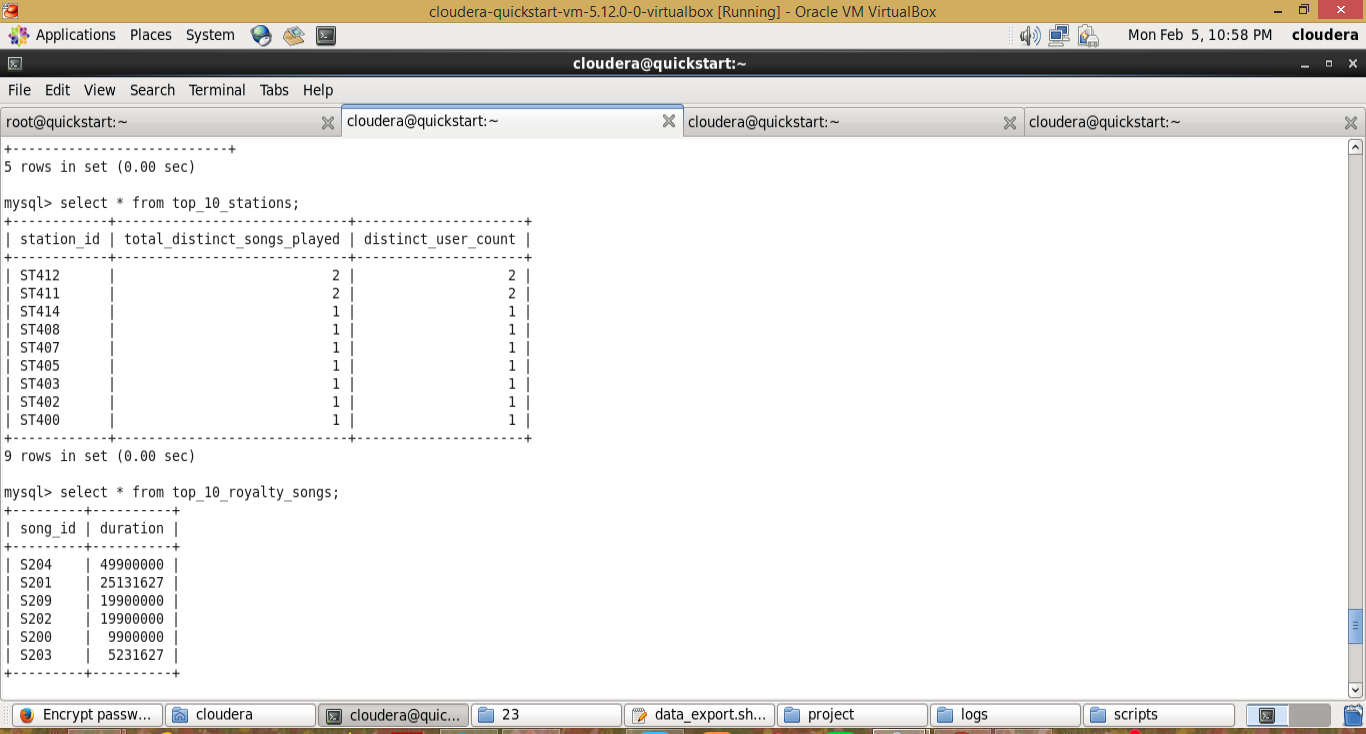 cloudera-quickstart-vm-5.12.0-0-virtualbox [Running] - Oracle VM VirtualBox
Applications Places System Mon Feb 5, 10:58 PM cloudera
cloudera@quickstart:~
File Edit View Search Terminal Tabs Help
root@quickstart:~ cloudera@quickstart:~ cloudera@quickstart:~ cloudera@quickstart:~
+---------------------------+
5 rows in set (0.00 sec)
mysql> select * from top_10_stations;
+------------+-----------------------------+---------------------+
| station_id | total_distinct_songs_played | distinct_user_count |
+------------+-----------------------------+---------------------+
| ST412      |                           2 |                   2 |
| ST411      |                           2 |                   2 |
| ST414      |                           1 |                   1 |
| ST408      |                           1 |                   1 |
| ST407      |                           1 |                   1 |
| ST405      |                           1 |                   1 |
| ST403      |                           1 |                   1 |
| ST402      |                           1 |                   1 |
| ST400      |                           1 |                   1 |
+------------+-----------------------------+---------------------+
9 rows in set (0.00 sec)
mysql> select * from top_10_royalty_songs;
+---------+----------+
| song_id | duration |
+---------+----------+
| S204    | 49900000 |
| S201    | 25131627 |
| S209    | 19900000 |
| S202    | 19900000 |
| S200    |  9900000 |
| S203    |  5231627 |
+---------+----------+
Encrypt passw... cloudera cloudera@quic... 23 data_export.sh... project logs scripts